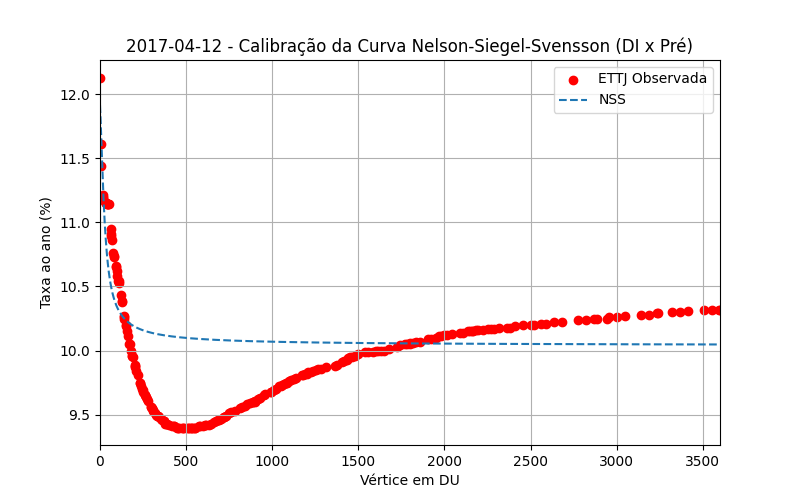 2017-04-12 - Calibração da Curva Nelson-Siegel-Svensson (DI x Pré)
ETTJ Observada
NSS
Taxa ao ano (%)
12.0
11.5
11.0
10.5
10.0
9.5
0 500 1000 1500 2000 2500 3000 3500
Vértice em DU